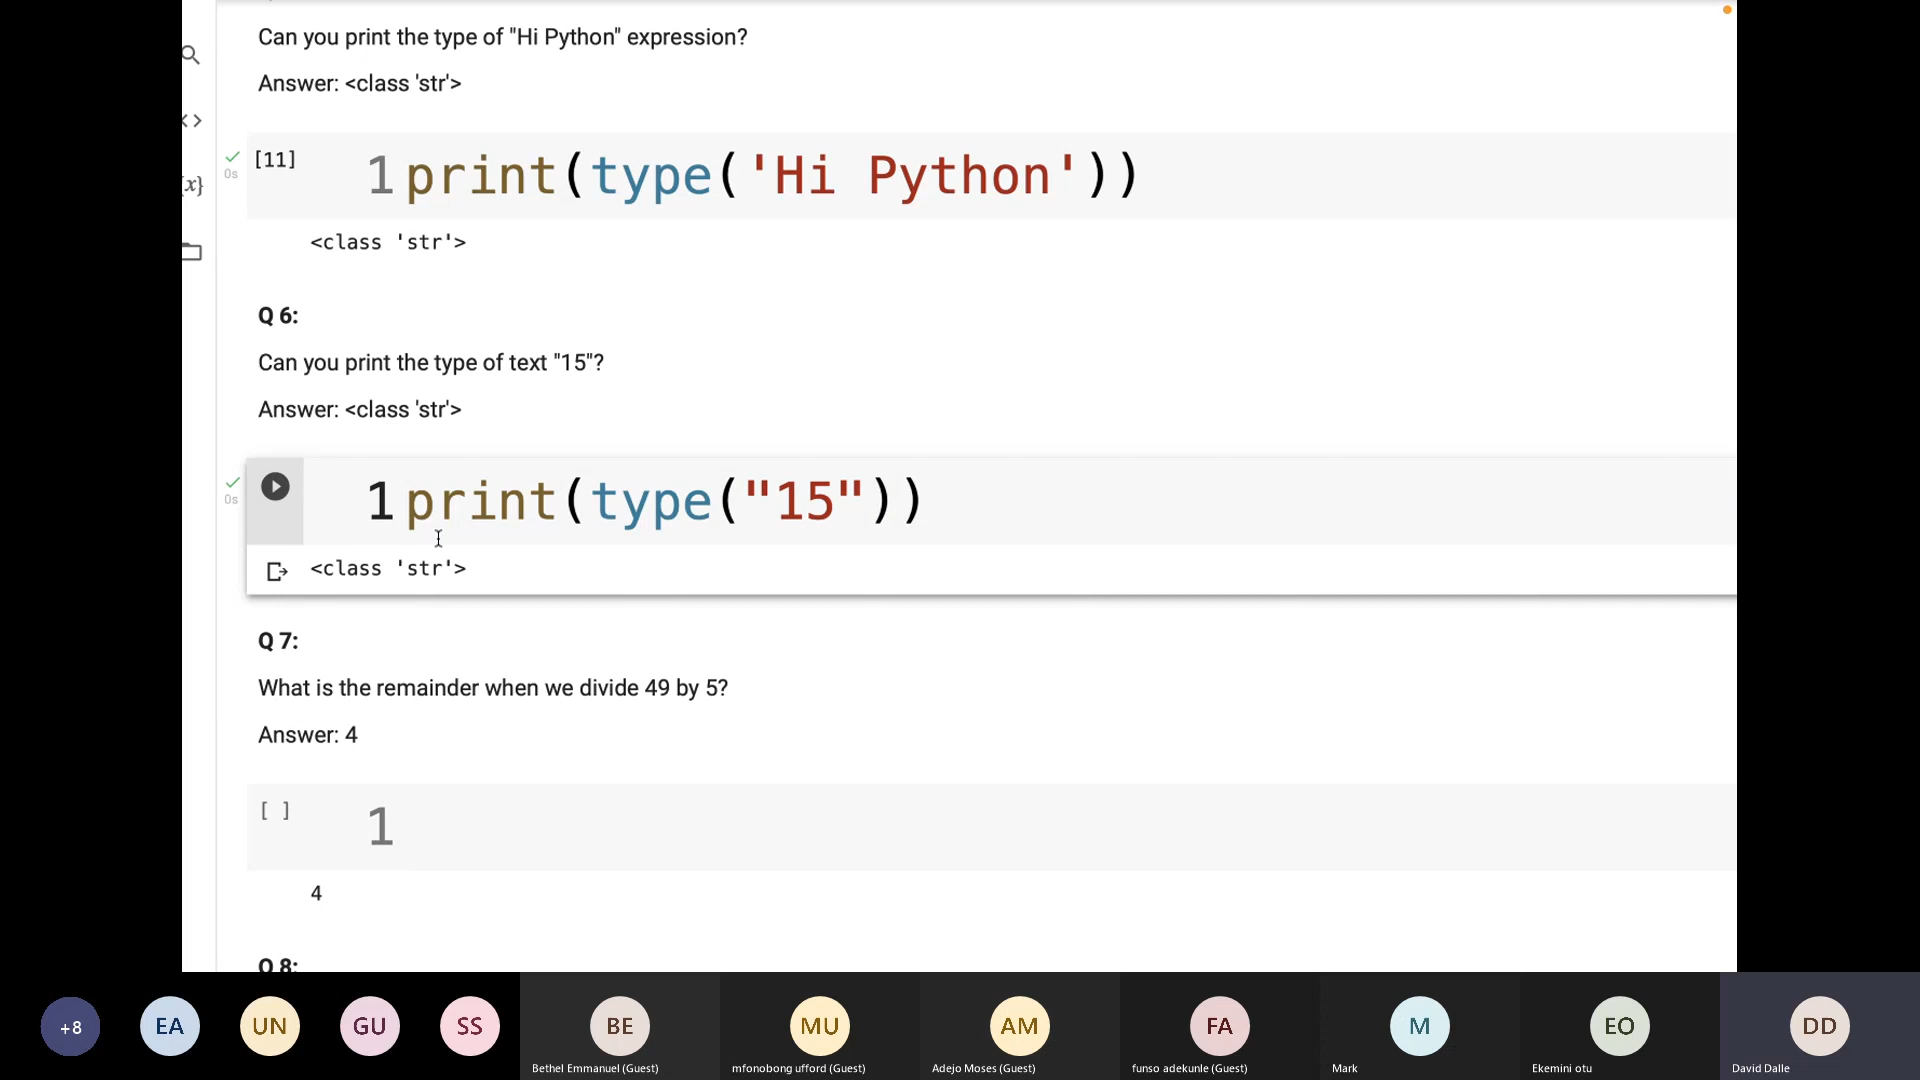 Can you print the type of "Hi Python" expression?
Answer: <class 'str'>
[11]
0s
1 print(type('Hi Python'))
<class 'str'>
{x}
Q 6:
Can you print the type of text "15"?
Answer: <class 'str'>
0s
1 print(type("15"))
<class 'str'>
Q 7:
What is the remainder when we divide 49 by 5?
Answer: 4
[ ]
1
4
Q 8:
+8
EA
UN
GU
SS
BE
MU
AM
FA
M
EO
DD
Bethel Emmanuel (Guest)
mfonobong ufford (Guest)
Adejo Moses (Guest)
funso adekunle (Guest)
Mark
Ekemini otu
David Dalle